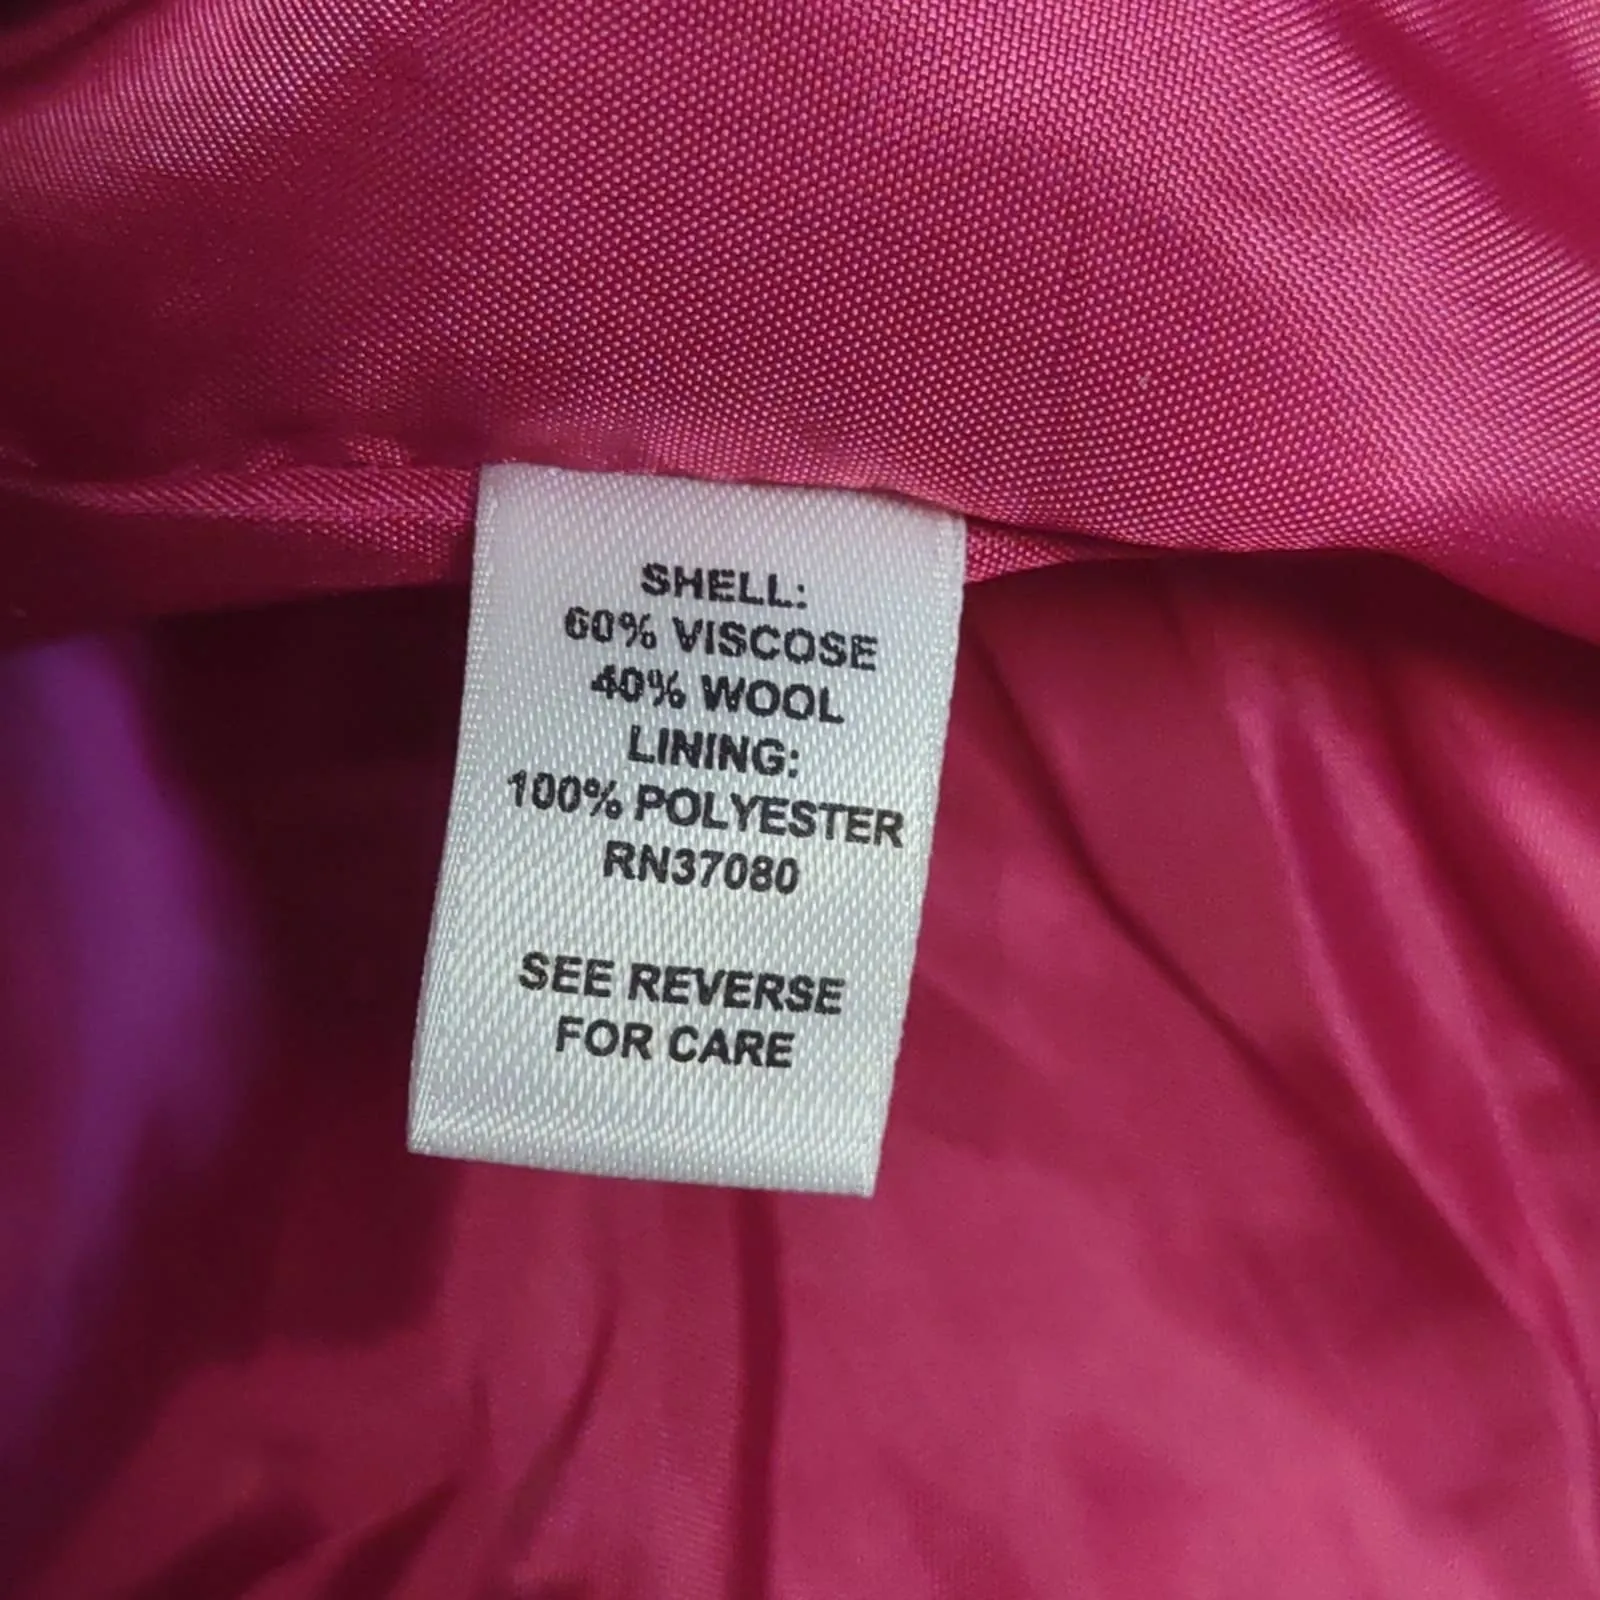 SHELL:
60% VISCOSE
40% WOOL
LINING:
100% POLYESTER
RN37080
SEE REVERSE
FOR CARE